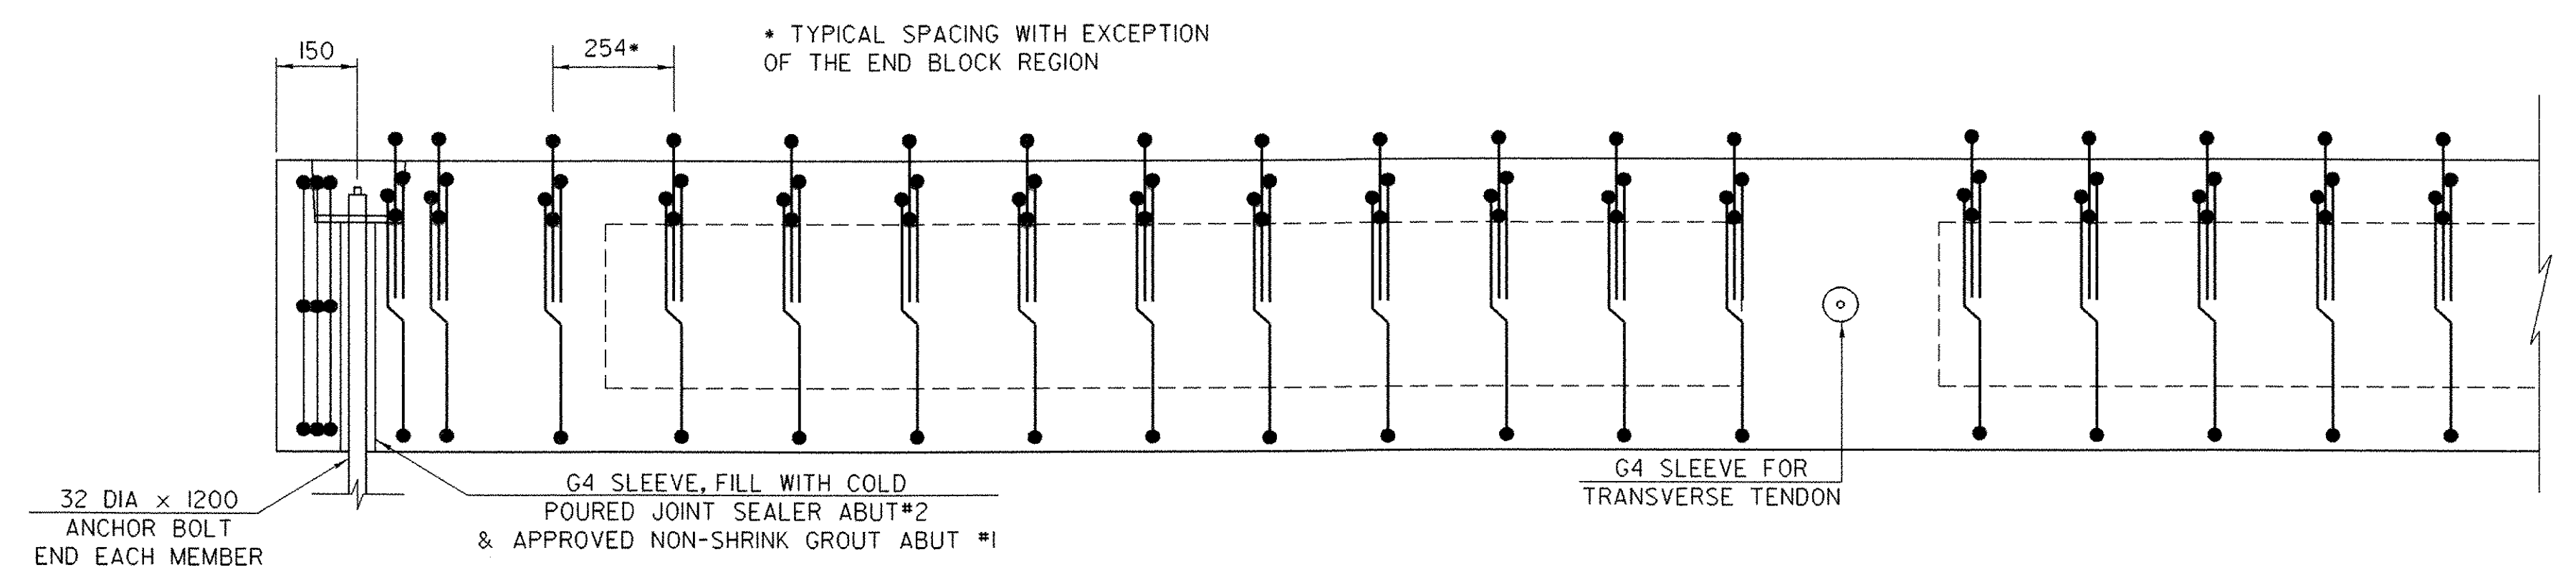 * TYPICAL SPACING WITH EXCEPTION
OF THE END BLOCK REGION
150
254*
32 DIA x 1200
ANCHOR BOLT
END EACH MEMBER
G4 SLEEVE, FILL WITH COLD
POURED JOINT SEALER ABUT#2
& APPROVED NON-SHRINK GROUT ABUT #1
G4 SLEEVE FOR
TRANSVERSE TENDON